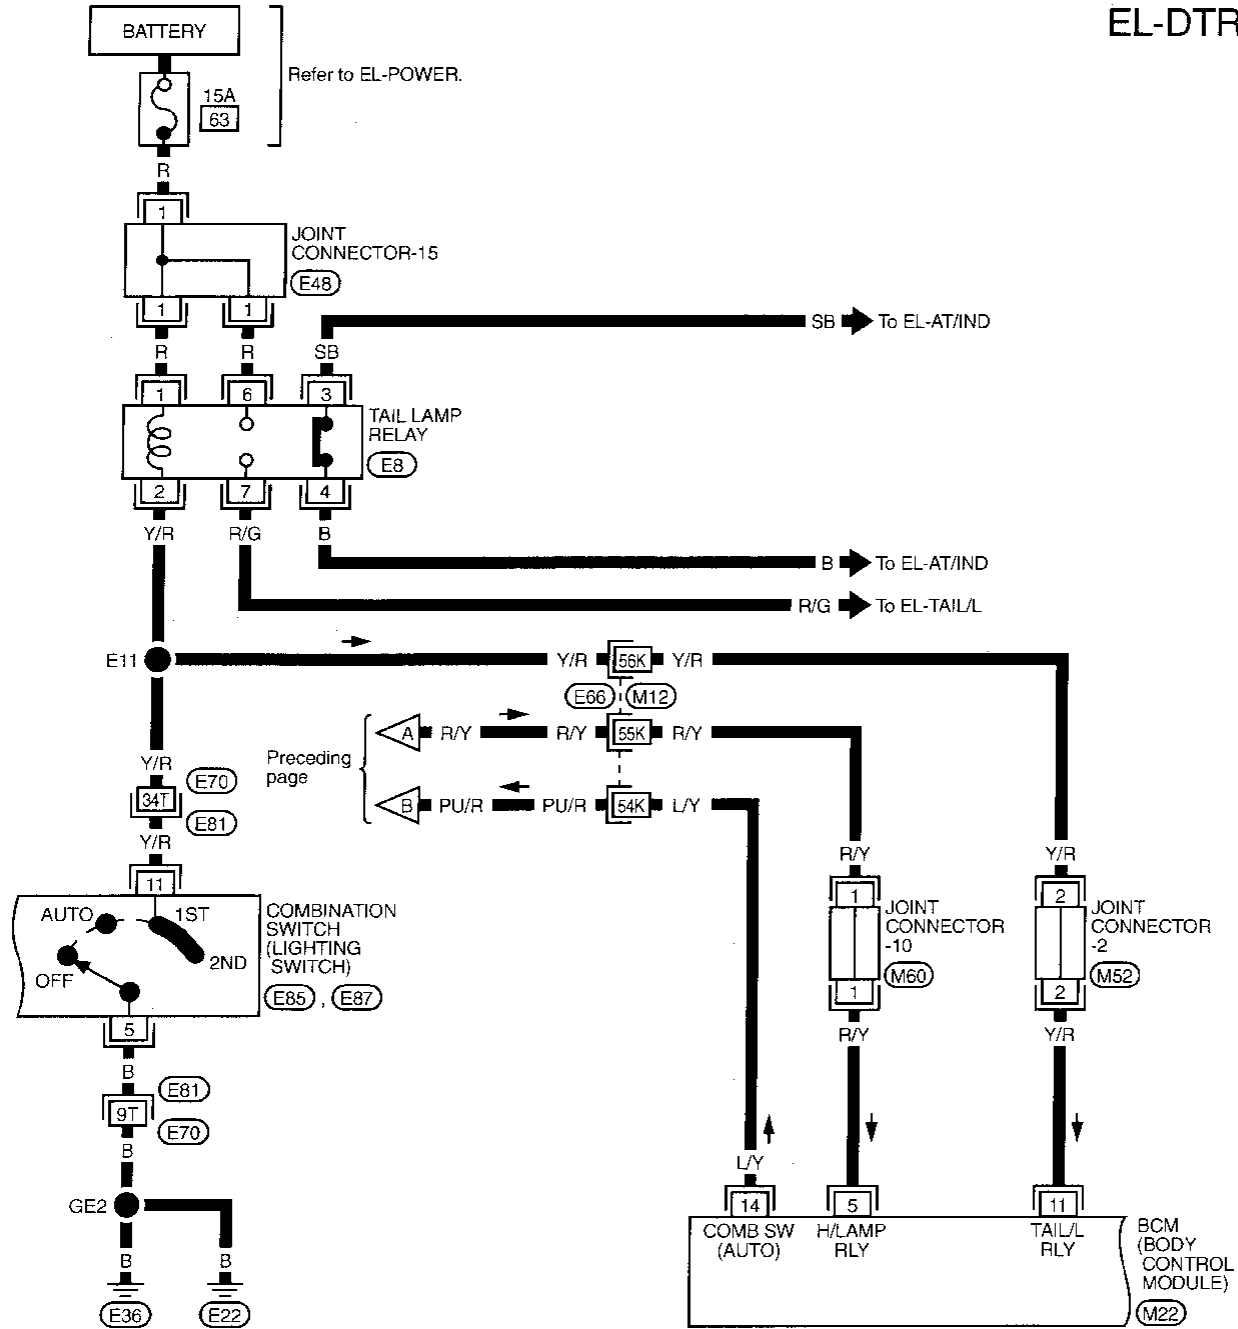 EL-DTR
BATTERY
Refer to EL-POWER.
15A
63
R
1
JOINT
CONNECTOR-15
E48
1 1
SB To EL-AT/IND
R R SB
1 6 3
TAIL LAMP
RELAY
E8
2 7 4
Y/R R/G B
B To EL-AT/IND
R/G To EL-TAIL/L
E11 Y/R 56K Y/R
E66 M12
A R/Y R/Y 55K R/Y
Preceding
page
Y/R
E70
34T
B PU/R PU/R 54K L/Y
E81
Y/R
R/Y Y/R
11
1 2
AUTO 1ST
OFF 2ND
COMBINATION
SWITCH
(LIGHTING
SWITCH)
E85 , E87
JOINT
CONNECTOR
-10
M60
JOINT
CONNECTOR
-2
M52
1 2
5
R/Y Y/R
B
E81
9T
E70
B
L/Y
GE2
14 5 11
COMB SW
(AUTO)
H/LAMP
RLY
TAIL/L
RLY
BCM
(BODY
CONTROL
MODULE)
M22
B B
E36 E22